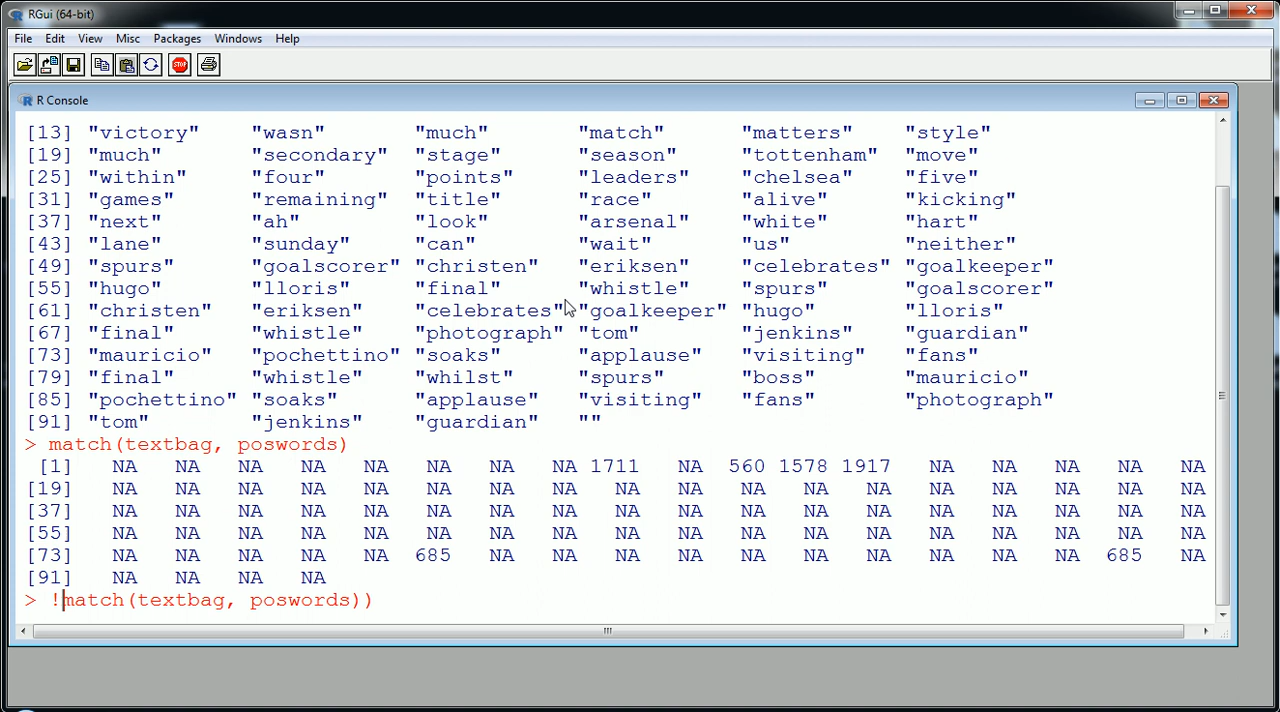 RGui (64-bit)
File Edit View Misc Packages Windows Help
STOP
R Console
[13] "victory" "wasn" "much" "match" "matters" "style"
[19] "much" "secondary" "stage" "season" "tottenham" "move"
[25] "within" "four" "points" "leaders" "chelsea" "five"
[31] "games" "remaining" "title" "race" "alive" "kicking"
[37] "next" "ah" "look" "arsenal" "white" "hart"
[43] "lane" "sunday" "can" "wait" "us" "neither"
[49] "spurs" "goalscorer" "christen" "eriksen" "celebrates" "goalkeeper"
[55] "hugo" "lloris" "final" "whistle" "spurs" "goalscorer"
[61] "christen" "eriksen" "celebrates" "goalkeeper" "hugo" "lloris"
[67] "final" "whistle" "photograph" "tom" "jenkins" "guardian"
[73] "mauricio" "pochettino" "soaks" "applause" "visiting" "fans"
[79] "final" "whistle" "whilst" "spurs" "boss" "mauricio"
[85] "pochettino" "soaks" "applause" "visiting" "fans" "photograph"
[91] "tom" "jenkins" "guardian" ""
> match(textbag, poswords)
[1] NA NA NA NA NA NA NA NA 1711 NA 560 1578 1917 NA NA NA NA NA
[19] NA NA NA NA NA NA NA NA NA NA NA NA NA NA NA NA NA NA
[37] NA NA NA NA NA NA NA NA NA NA NA NA NA NA NA NA NA NA
[55] NA NA NA NA NA NA NA NA NA NA NA NA NA NA NA NA NA NA
[73] NA NA NA NA NA 685 NA NA NA NA NA NA NA NA NA NA 685 NA
[91] NA NA NA NA
> !match(textbag, poswords))